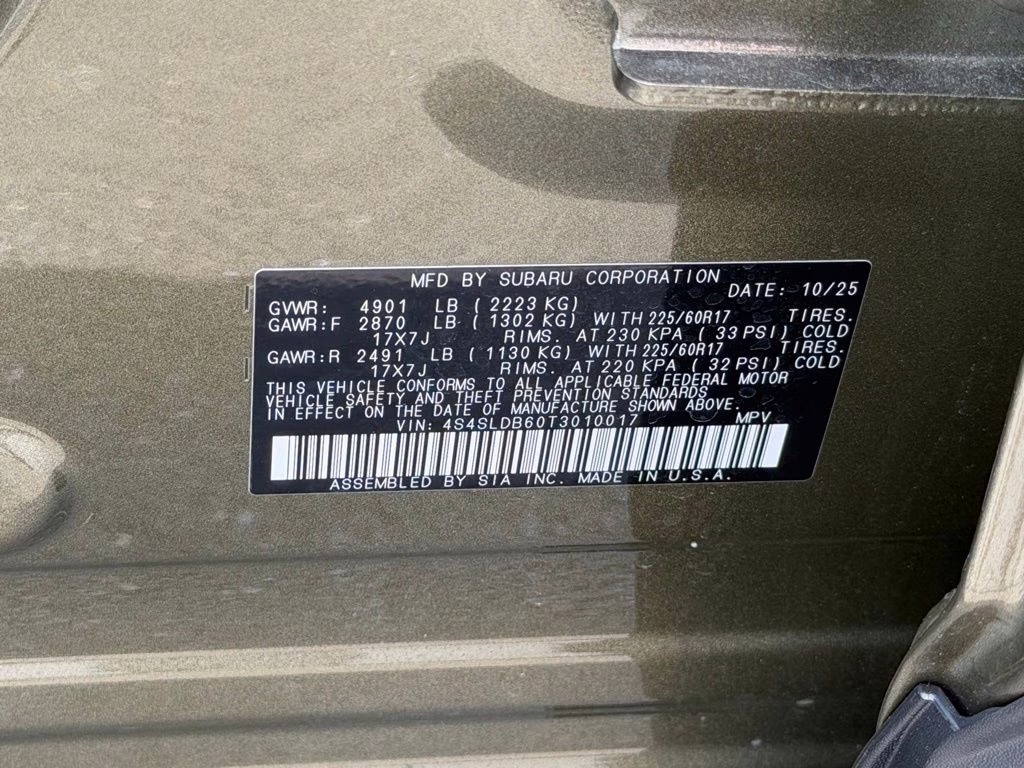 MFD BY SUBARU CORPORATION
DATE: 10/25
GVWR: 4901 LB (2223 KG)
GAWR:F 2870 LB (1302 KG) WITH 225/60R17 TIRES.
17X7J RIMS. AT 230 KPA (33 PSI) COLD
GAWR:R 2491 LB (1130 KG) WITH 225/60R17 TIRES.
17X7J RIMS. AT 220 KPA (32 PSI) COLD
THIS VEHICLE CONFORMS TO ALL APPLICABLE FEDERAL MOTOR
VEHICLE SAFETY AND THEFT PREVENTION STANDARDS
IN EFFECT ON THE DATE OF MANUFACTURE SHOWN ABOVE.
VIN: 4S4SLDB60T3010017 MPV
ASSEMBLED BY SIA INC. MADE IN U.S.A.